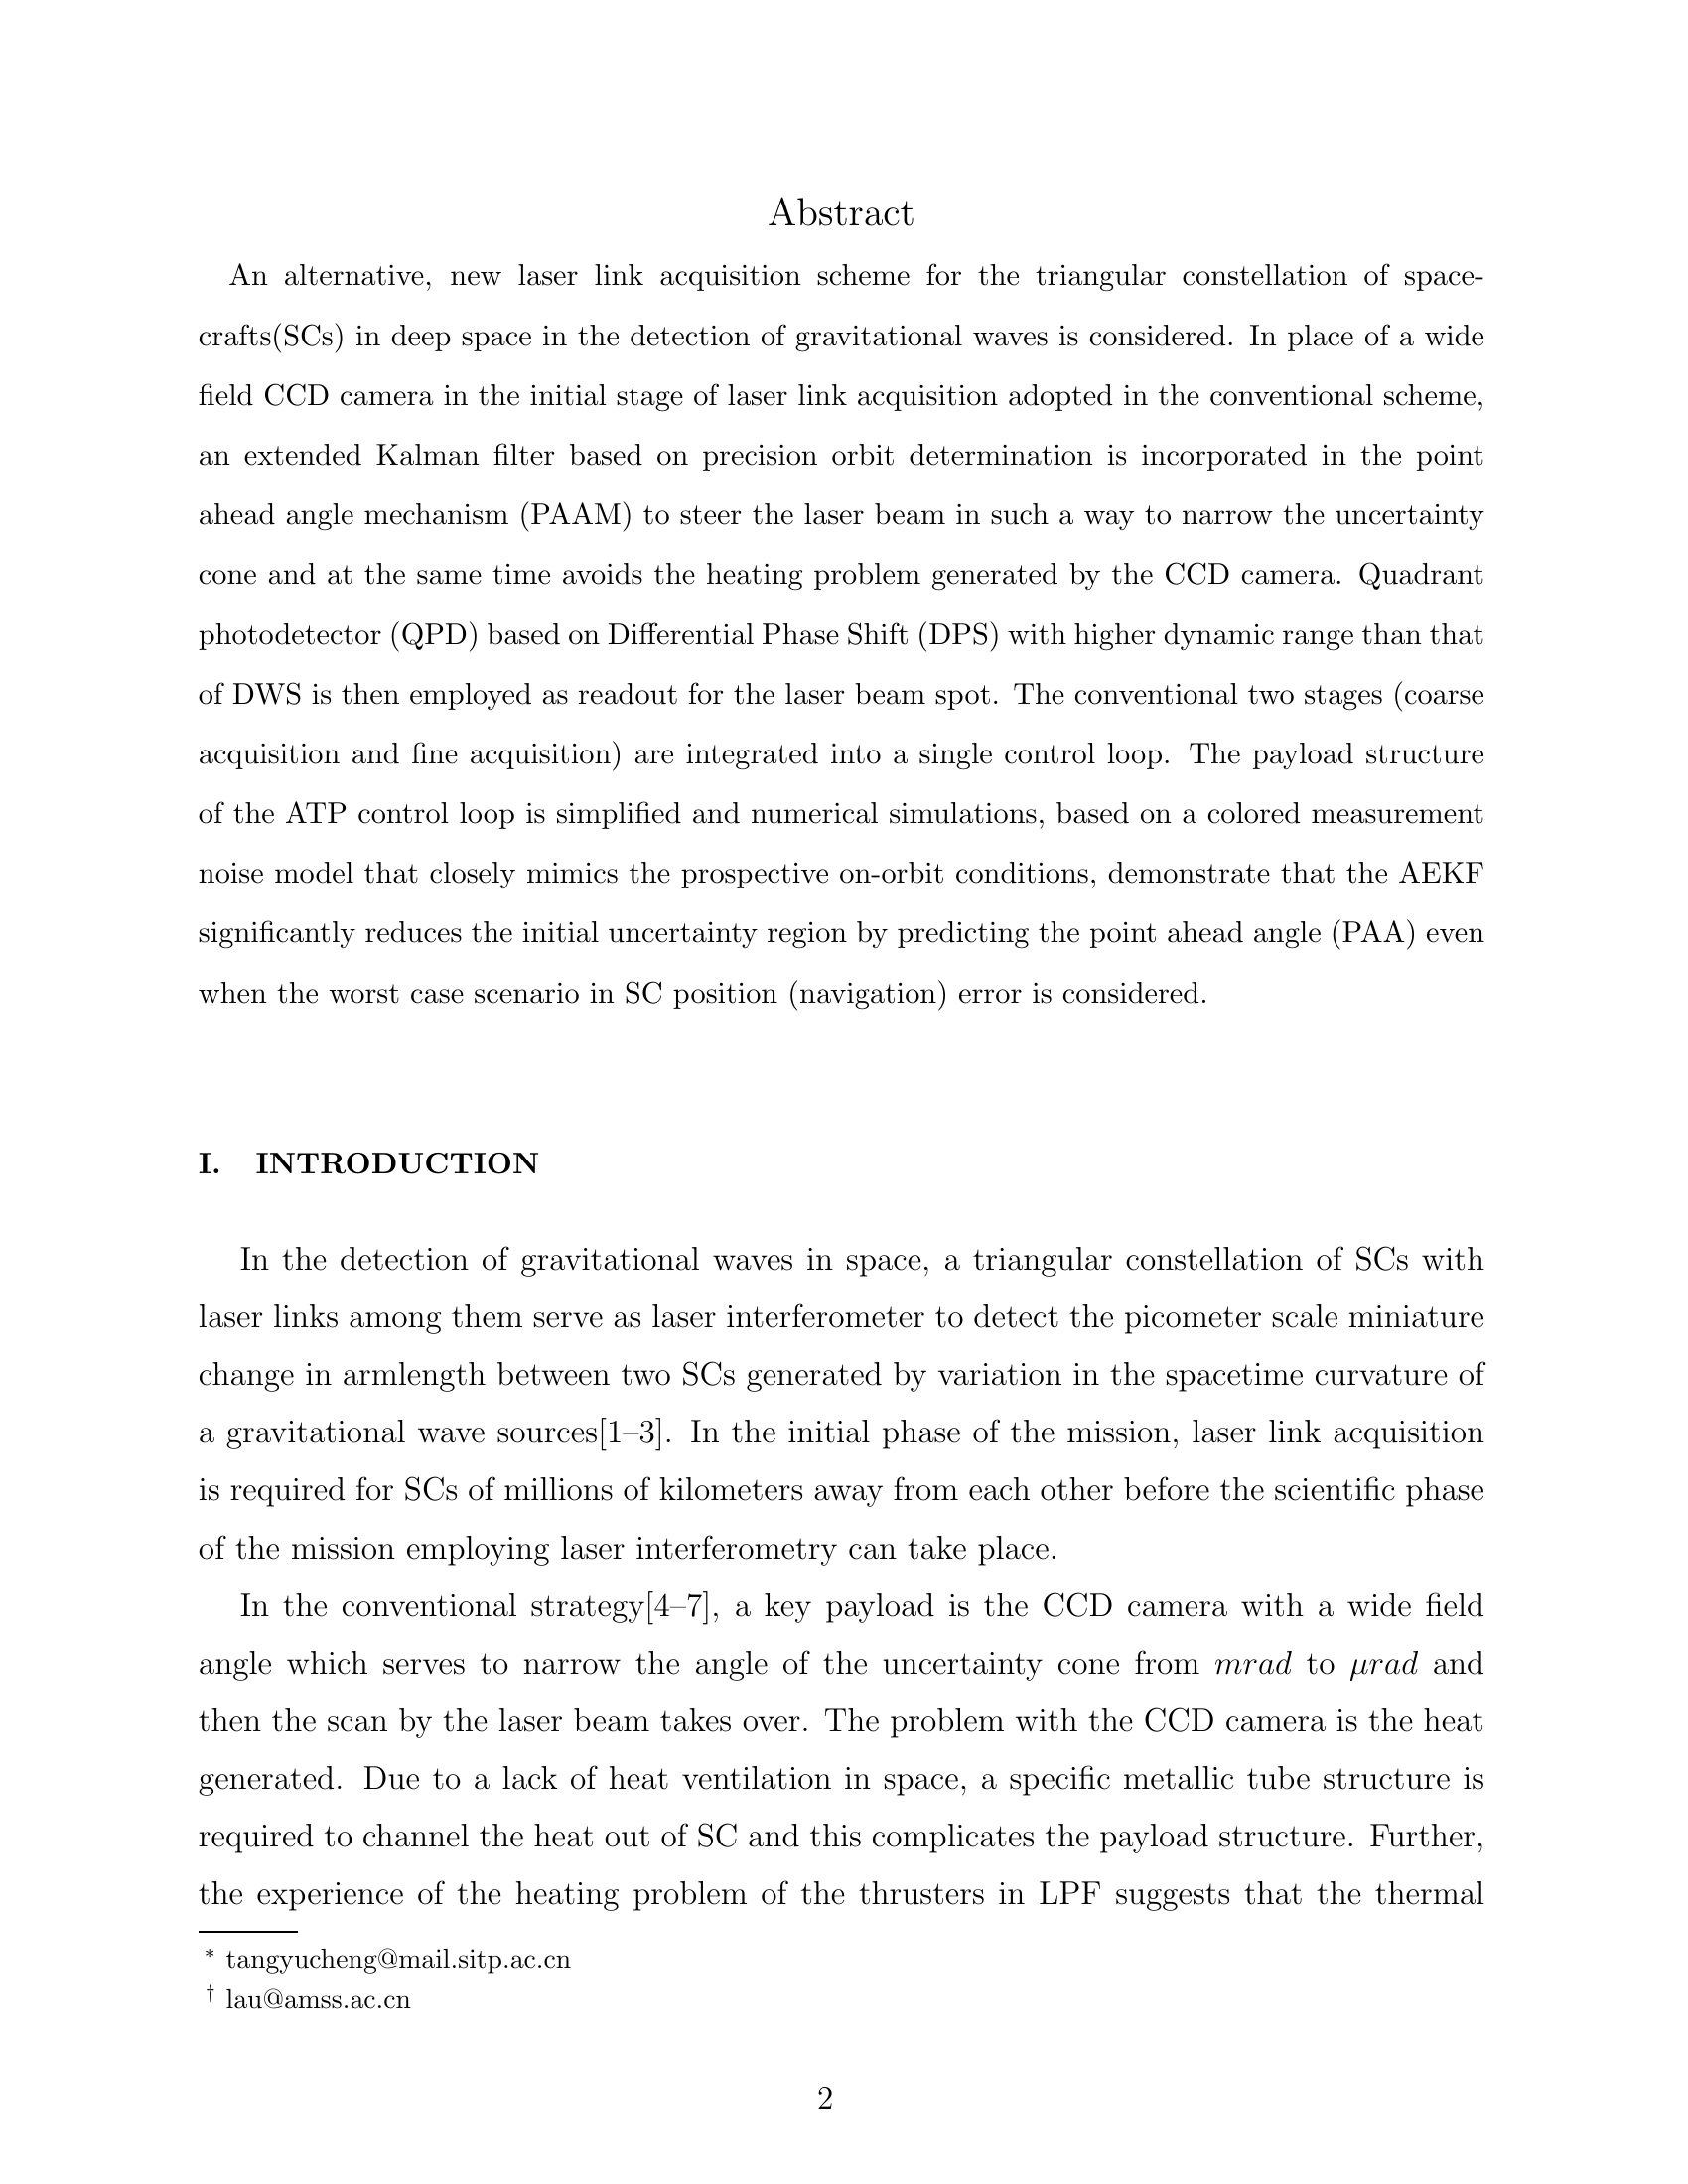 Abstract
An alternative, new laser link acquisition scheme for the triangular constellation of space-
crafts(SCs) in deep space in the detection of gravitational waves is considered. In place of a wide
field CCD camera in the initial stage of laser link acquisition adopted in the conventional scheme,
an extended Kalman filter based on precision orbit determination is incorporated in the point
ahead angle mechanism (PAAM) to steer the laser beam in such a way to narrow the uncertainty
cone and at the same time avoids the heating problem generated by the CCD camera. Quadrant
photodetector (QPD) based on Differential Phase Shift (DPS) with higher dynamic range than that
of DWS is then employed as readout for the laser beam spot. The conventional two stages (coarse
acquisition and fine acquisition) are integrated into a single control loop. The payload structure
of the ATP control loop is simplified and numerical simulations, based on a colored measurement
noise model that closely mimics the prospective on-orbit conditions, demonstrate that the AEKF
significantly reduces the initial uncertainty region by predicting the point ahead angle (PAA) even
when the worst case scenario in SC position (navigation) error is considered.
I. INTRODUCTION
In the detection of gravitational waves in space, a triangular constellation of SCs with
laser links among them serve as laser interferometer to detect the picometer scale miniature
change in armlength between two SCs generated by variation in the spacetime curvature of
a gravitational wave sources[1–3]. In the initial phase of the mission, laser link acquisition
is required for SCs of millions of kilometers away from each other before the scientific phase
of the mission employing laser interferometry can take place.
In the conventional strategy[4–7], a key payload is the CCD camera with a wide field
angle which serves to narrow the angle of the uncertainty cone from mrad to μrad and
then the scan by the laser beam takes over. The problem with the CCD camera is the heat
generated. Due to a lack of heat ventilation in space, a specific metallic tube structure is
required to channel the heat out of SC and this complicates the payload structure. Further,
the experience of the heating problem of the thrusters in LPF suggests that the thermal
* tangyucheng@mail.sitp.ac.cn
† lau@amss.ac.cn
2